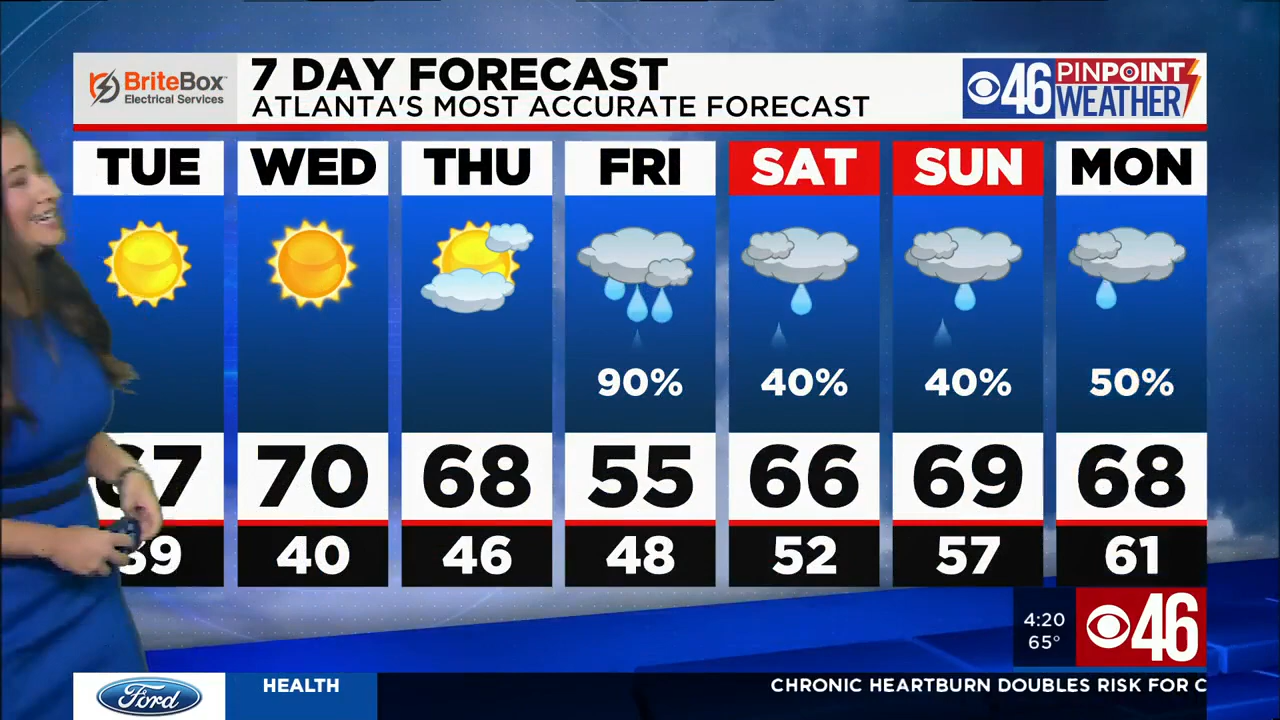 BriteBox
Electrical Services
7 DAY FORECAST
ATLANTA'S MOST ACCURATE FORECAST
46 PINPOINT WEATHER
TUE WED THU FRI SAT SUN MON
90% 40% 40% 50%
67 70 68 55 66 69 68
39 40 46 48 52 57 61
4:20
65°
46
Ford
HEALTH
CHRONIC HEARTBURN DOUBLES RISK FOR C